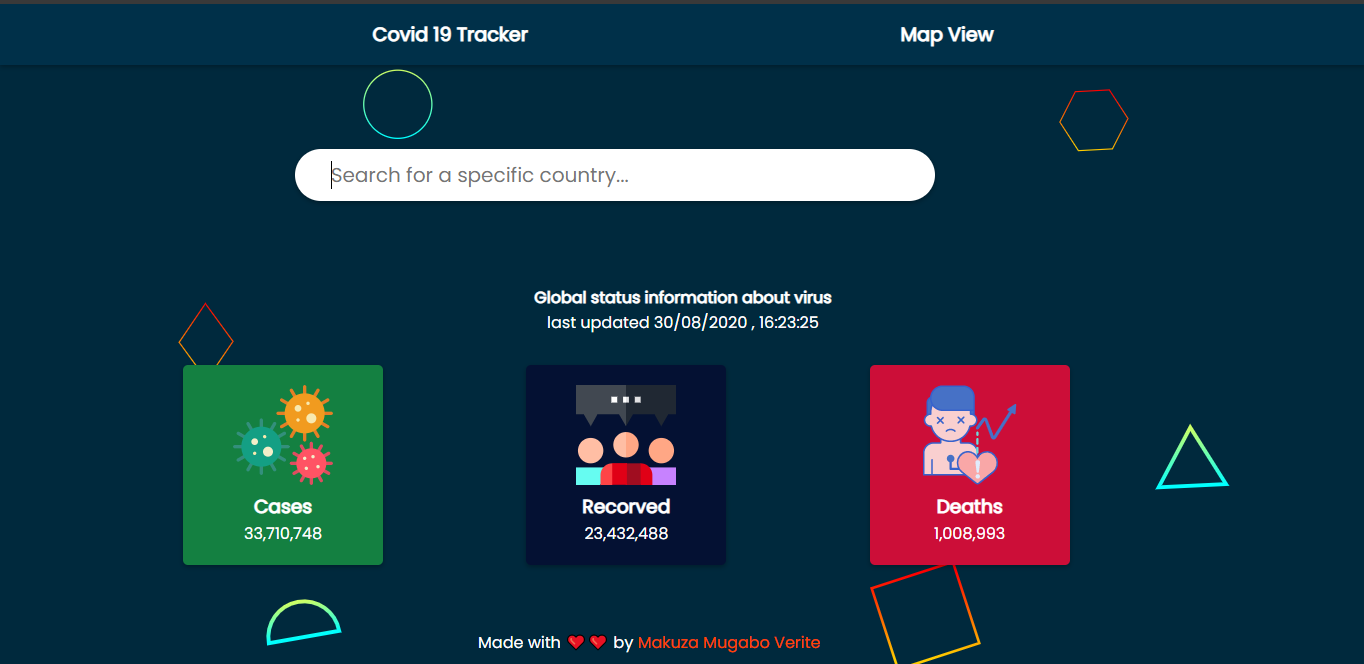 Covid 19 Tracker
Map View
Search for a specific country...
Global status information about virus
last updated 30/08/2020 , 16:23:25
Cases
33,710,748
Recorved
23,432,488
Deaths
1,008,993
Made with ❤️ ❤️ by Makuza Mugabo Verite